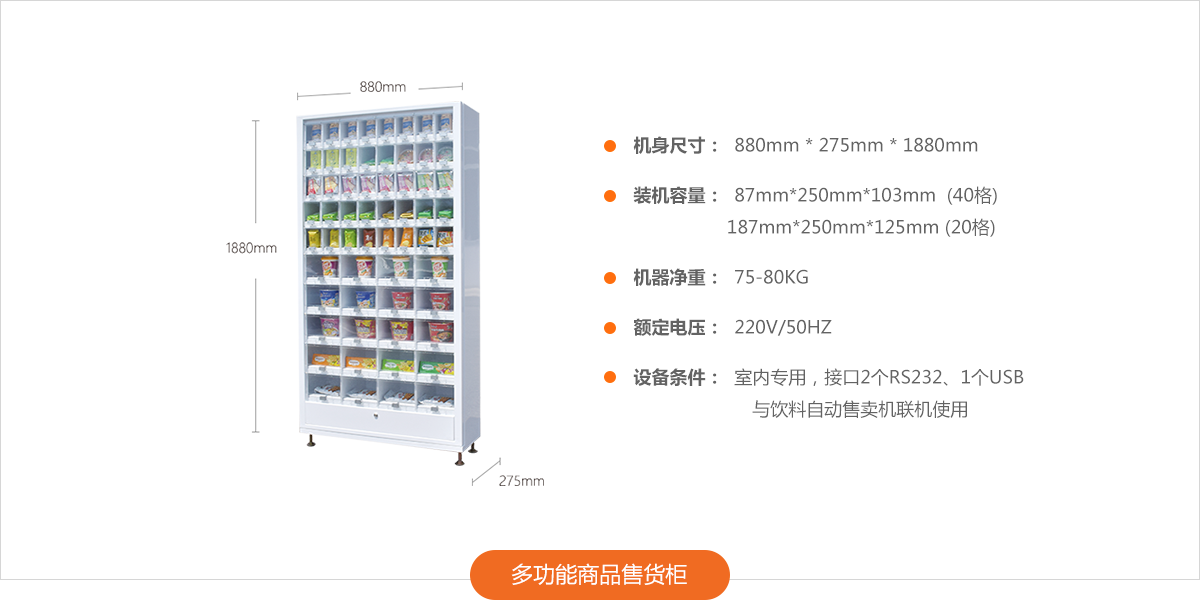 880mm
1880mm
275mm
机身尺寸： 880mm * 275mm * 1880mm
装机容量： 87mm*250mm*103mm (40格)
187mm*250mm*125mm (20格)
机器净重： 75-80KG
额定电压： 220V/50HZ
设备条件： 室内专用，接口2个RS232、1个USB
与饮料自动售卖机联机使用
多功能商品售货柜